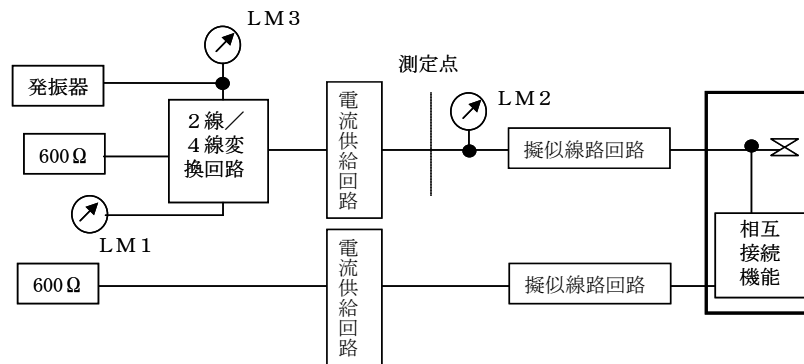 ＬＭ３
発振器
測定点
電流供給回路
ＬＭ２
２線／
４線変
換回路
600Ω
擬似線路回路
ＬＭ１
相互
接続
機能
600Ω
電流供給回路
擬似線路回路